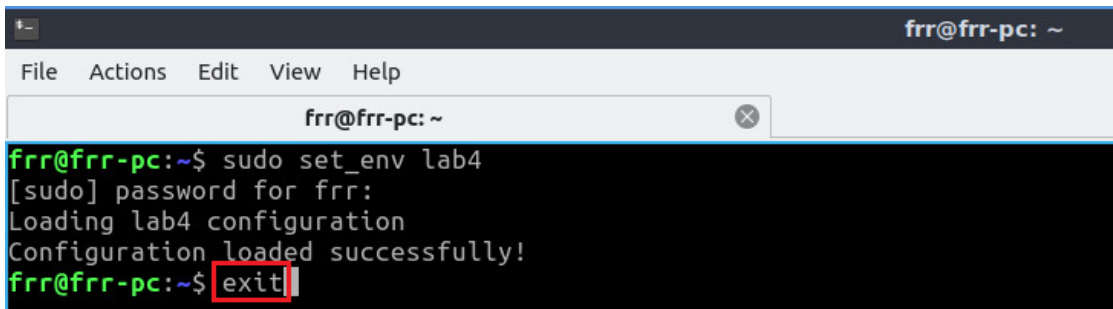 frr@frr-pc: ~
File Actions Edit View Help
frr@frr-pc: ~
frr@frr-pc:~$ sudo set_env lab4
[sudo] password for frr:
Loading lab4 configuration
Configuration loaded successfully!
frr@frr-pc:~$ exit